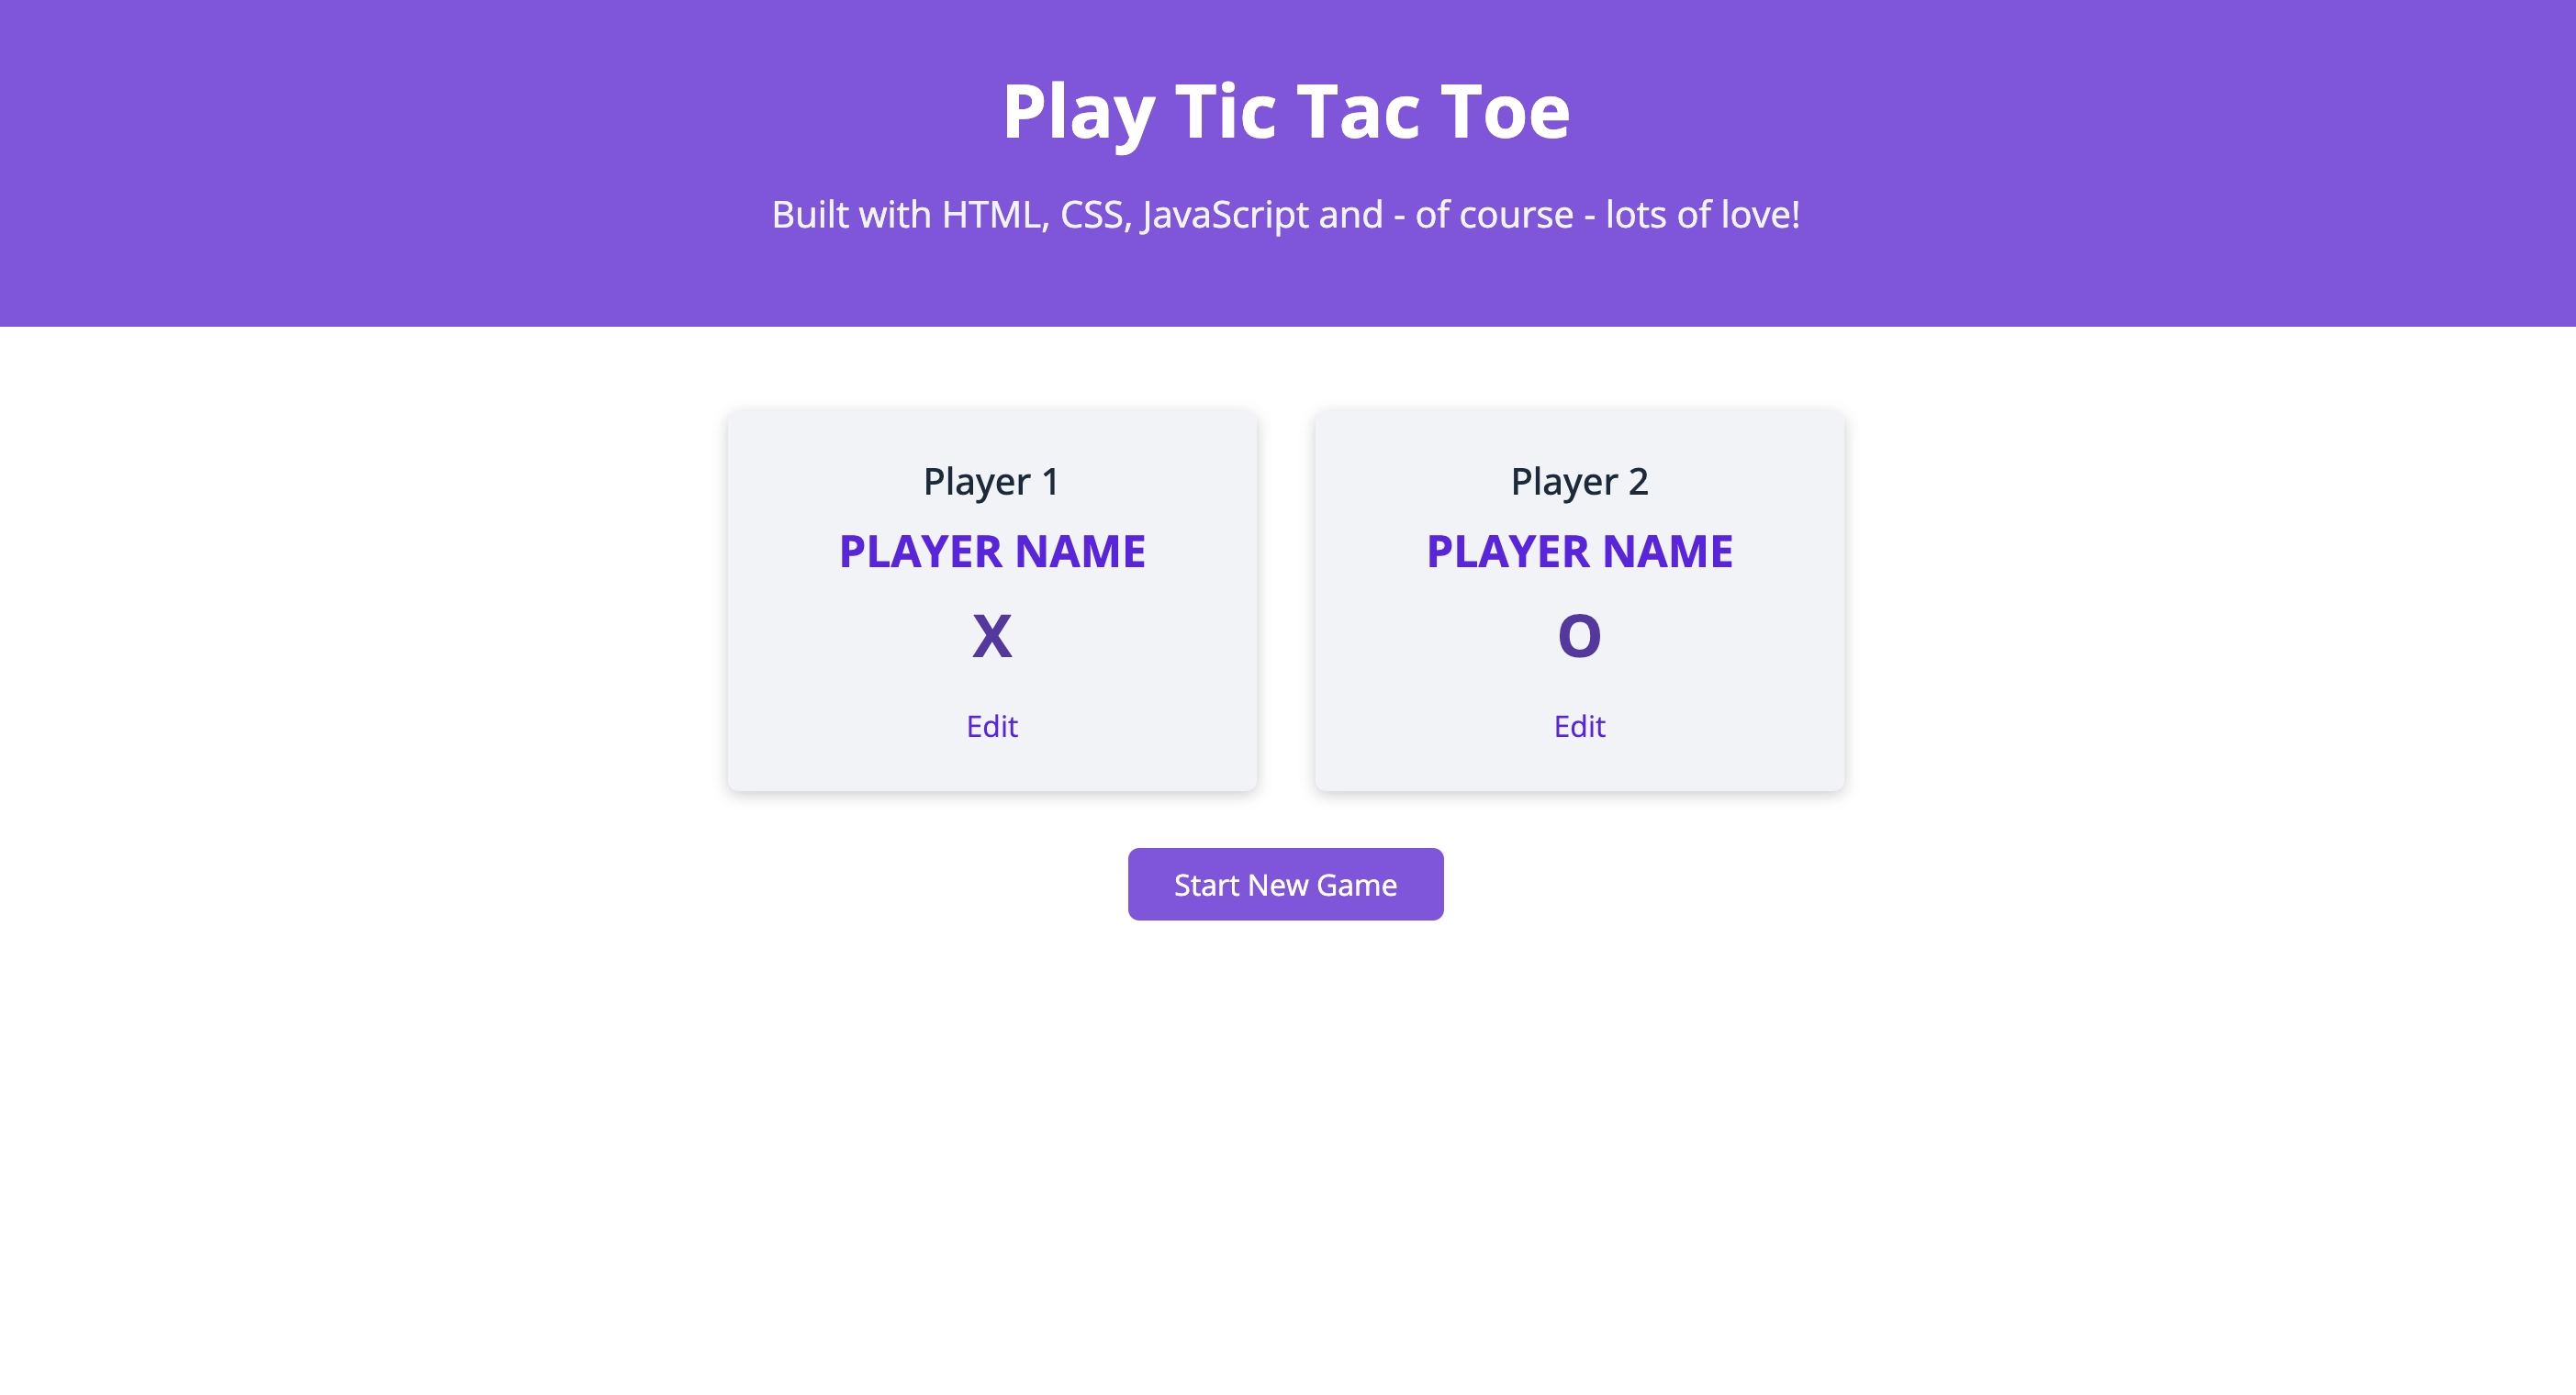 Play Tic Tac Toe
Built with HTML, CSS, JavaScript and - of course - lots of love!
Player 1
PLAYER NAME
X
Edit
Player 2
PLAYER NAME
O
Edit
Start New Game